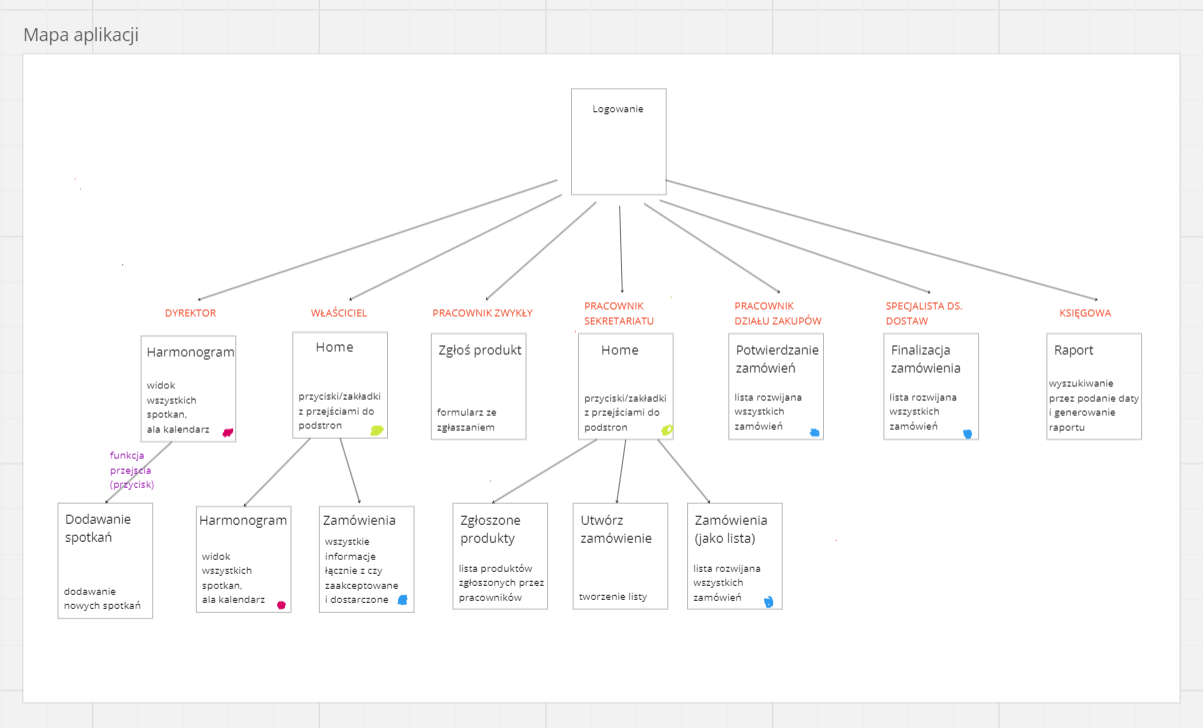 Mapa aplikacji
Logowanie
DYREKTOR
WŁAŚCICIEL
PRACOWNIK ZWYKŁY
PRACOWNIK
SEKRETARIATU
PRACOWNIK
DZIAŁU ZAKUPÓW
SPECJALISTA DS.
DOSTAW
KSIĘGOWA
Harmonogram
widok
wszystkich
spotkan,
ala kalendarz
Home
przyciski/zakładki
z przejściami do
podstron
Zgłoś produkt
formularz ze
zgłaszaniem
Home
przyciski/zakładki
z przejściami do
podstron
Potwierdzanie
zamówień
lista rozwijana
wszystkich
zamówień
Finalizacja
zamówienia
lista rozwijana
wszystkich
zamówień
Raport
wyszukiwanie
przez podanie daty
i generowanie
raportu
funkcja
przejscia
(przycisk)
Dodawanie
spotkań
dodawanie
nowych spotkań
Harmonogram
widok
wszystkich
spotkan,
ala kalendarz
Zamówienia
wszystkie
informacje
łącznie z czy
zaakceptowane
i dostarczone
Zgłoszone
produkty
lista produktów
zgłoszonych przez
pracowników
Utwórz
zamówienie
tworzenie listy
Zamówienia
(jako lista)
lista rozwijana
wszystkich
zamówień